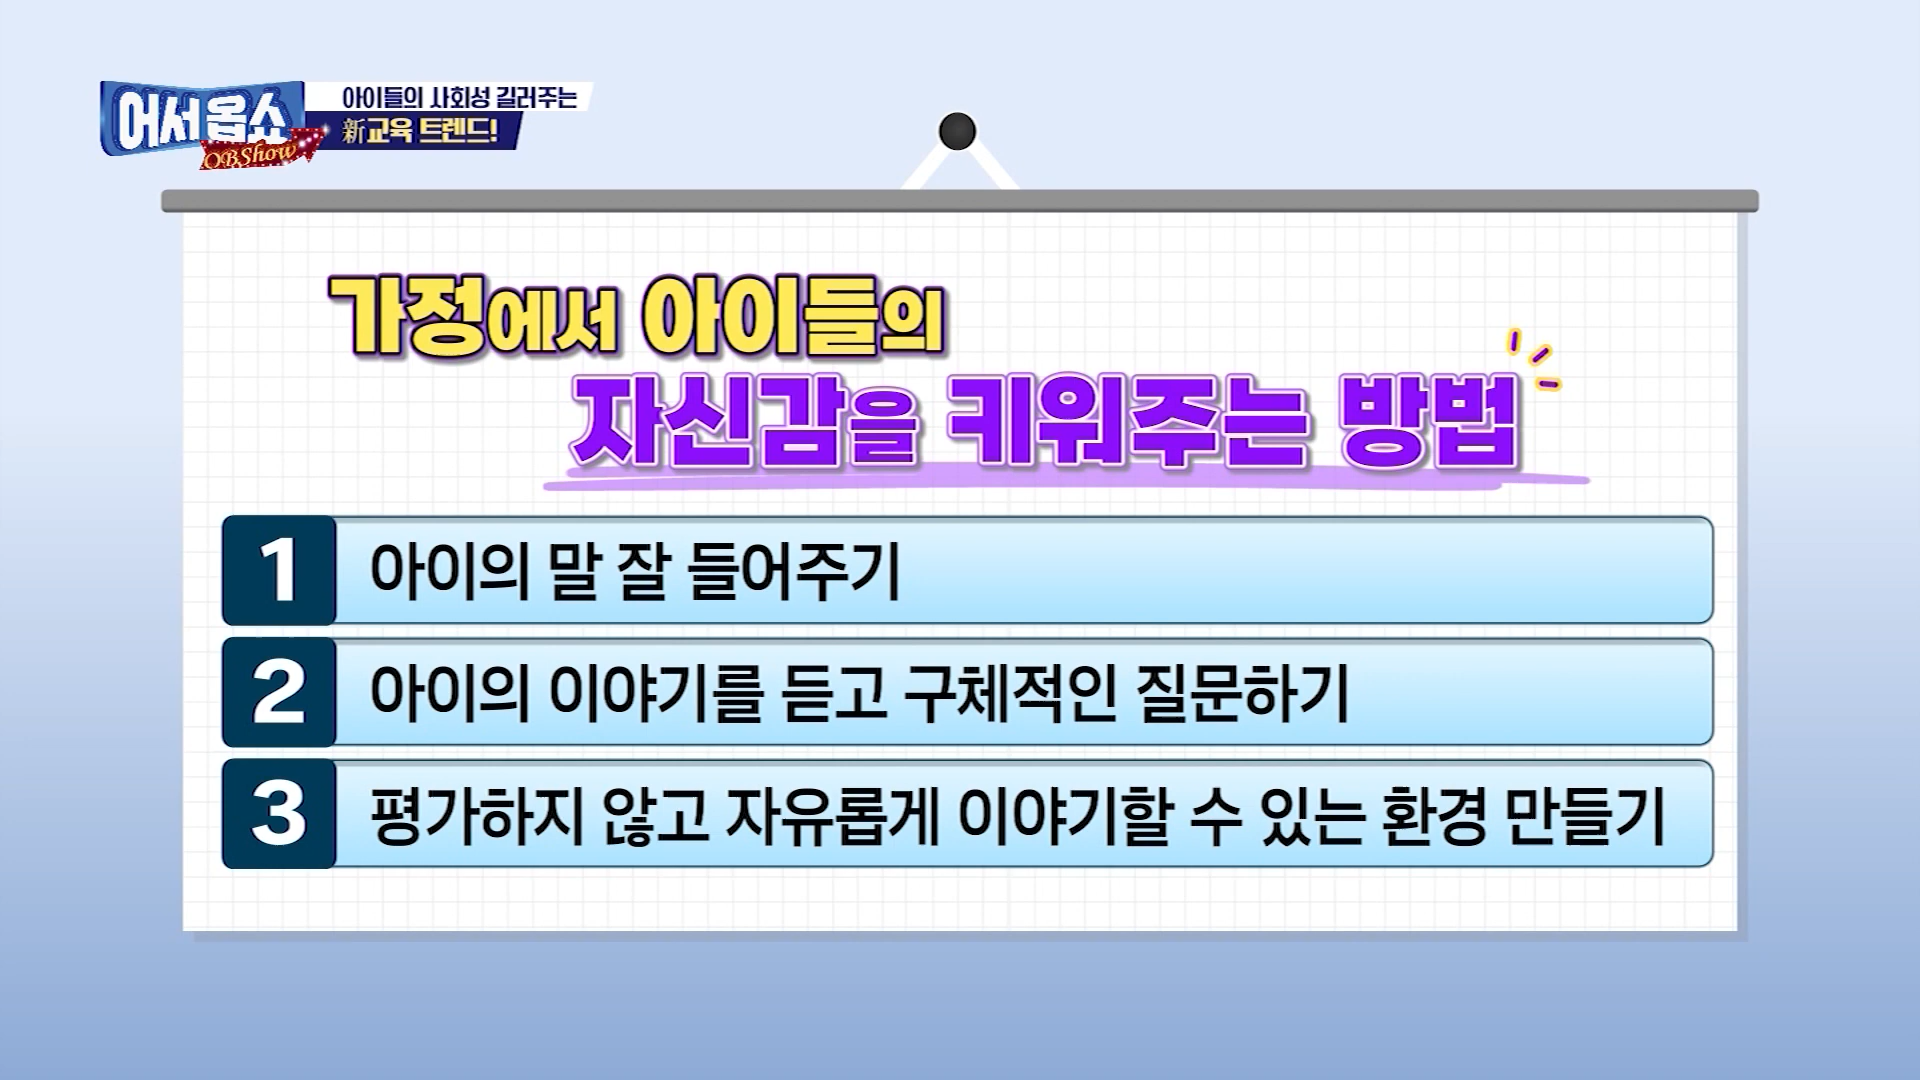 어서옵쇼
OBShow
아이들의 사회성 길러주는
新교육 트렌드!
가정에서 아이들의
자신감을 키워주는 방법
1 아이의 말 잘 들어주기
2 아이의 이야기를 듣고 구체적인 질문하기
3 평가하지 않고 자유롭게 이야기할 수 있는 환경 만들기